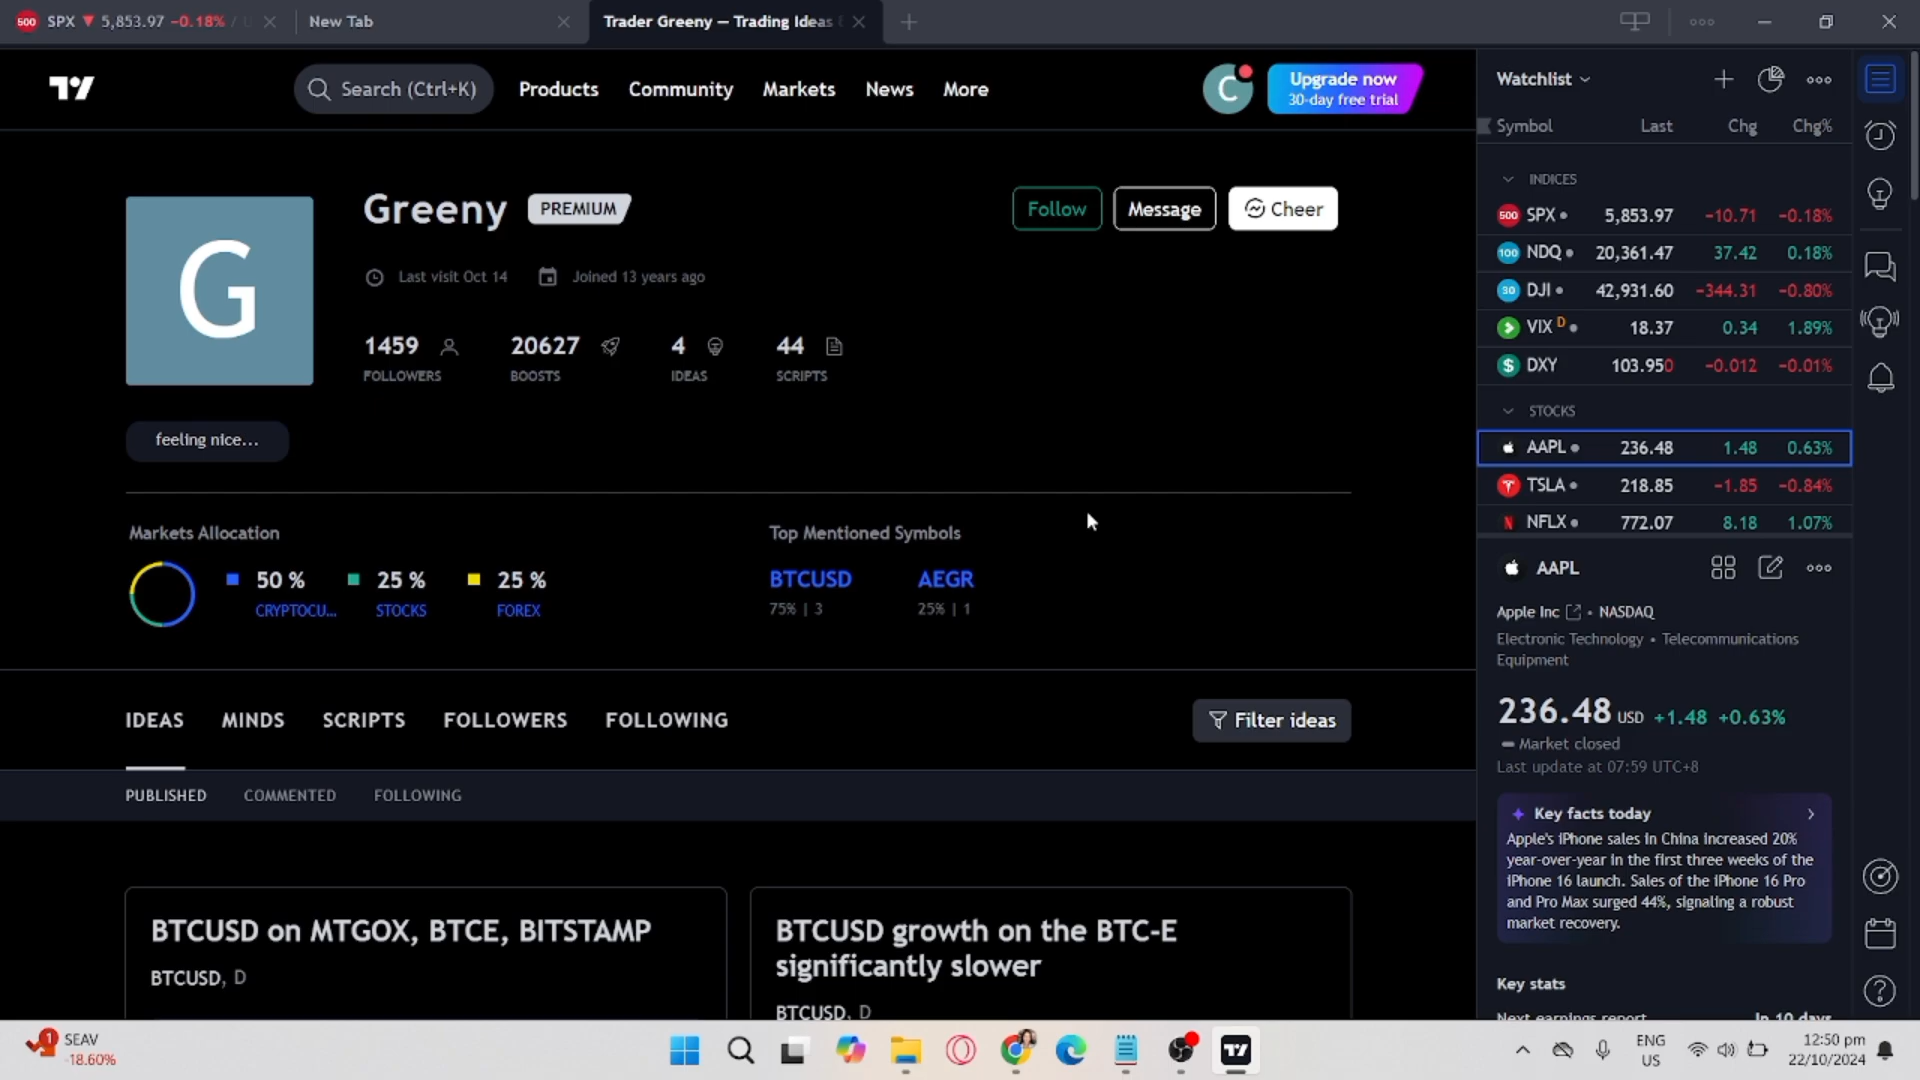 500 SPX ▼ 5,853.97 −0.18% /
New Tab
Trader Greeny — Trading Ideas
Search (Ctrl+K)
Products
Community
Markets
News
More
C
Upgrade now
30-day free trial
G
Greeny
PREMIUM
Follow
Message
Cheer
Last visit Oct 14
Joined 13 years ago
1459
20627
4
44
FOLLOWERS
BOOSTS
IDEAS
SCRIPTS
feeling nice...
Markets Allocation
50 %
CRYPTOCU...
25 %
STOCKS
25 %
FOREX
Top Mentioned Symbols
BTCUSD
75% | 3
AEGR
25% | 1
IDEAS
MINDS
SCRIPTS
FOLLOWERS
FOLLOWING
Filter ideas
PUBLISHED
COMMENTED
FOLLOWING
BTCUSD on MTGOX, BTCE, BITSTAMP
BTCUSD, D
BTCUSD growth on the BTC-E
significantly slower
BTCUSD, D
Watchlist
Symbol Last Chg Chg%
INDICES
500 SPX 5,853.97 −10.71 −0.18%
100 NDQ 20,361.47 37.42 0.18%
30 DJI 42,931.60 −344.31 −0.80%
VIX D 18.37 0.34 1.89%
$ DXY 103.950 −0.012 −0.01%
STOCKS
AAPL 236.48 1.48 0.63%
TSLA 218.85 −1.85 −0.84%
NFLX 772.07 8.18 1.07%
AAPL
Apple Inc • NASDAQ
Electronic Technology • Telecommunications
Equipment
236.48 USD +1.48 +0.63%
Market closed
Last update at 07:59 UTC+8
Key facts today
Apple's iPhone sales in China increased 20%
year-over-year in the first three weeks of the
iPhone 16 launch. Sales of the iPhone 16 Pro
and Pro Max surged 44%, signaling a robust
market recovery.
Key stats
Next earnings report In 10 days
1
SEAV
-18.60%
ENG
US
12:50 pm
22/10/2024